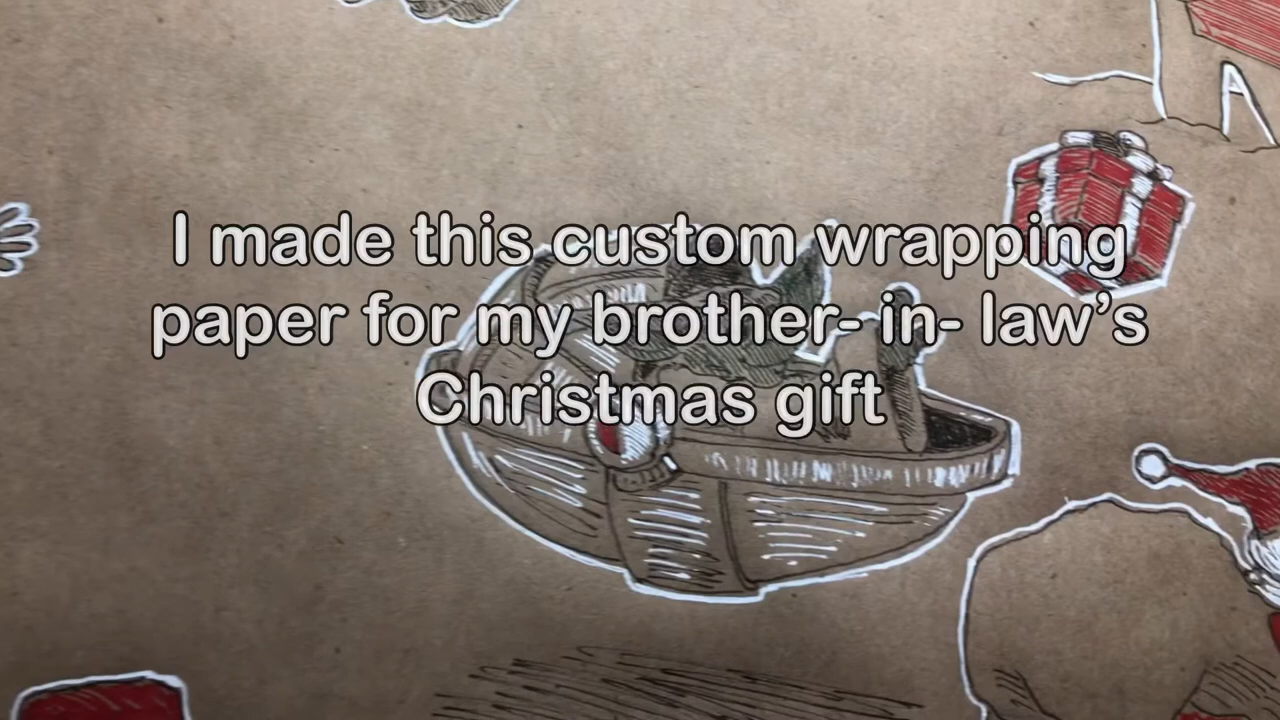 A
I made this custom wrapping
paper for my brother- in- law’s
Christmas gift